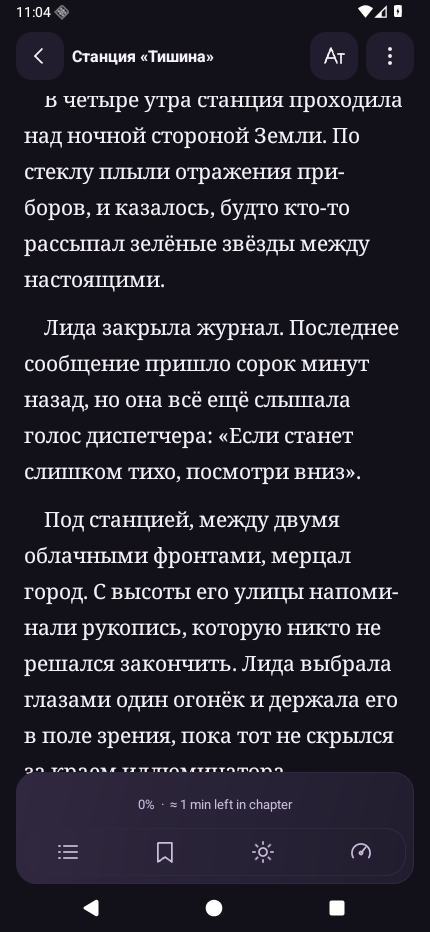 11:04
Станция «Тишина»
В четыре утра станция проходила
над ночной стороной Земли. По
стеклу плыли отражения при-
боров, и казалось, будто кто-то
рассыпал зелёные звёзды между
настоящими.
Лида закрыла журнал. Последнее
сообщение пришло сорок минут
назад, но она всё ещё слышала
голос диспетчера: «Если станет
слишком тихо, посмотри вниз».
Под станцией, между двумя
облачными фронтами, мерцал
город. С высоты его улицы напоми-
нали рукопись, которую никто не
решался закончить. Лида выбрала
глазами один огонёк и держала его
в поле зрения, пока тот не скрылся
за краем иллюминатора.
0% · ≈ 1 min left in chapter